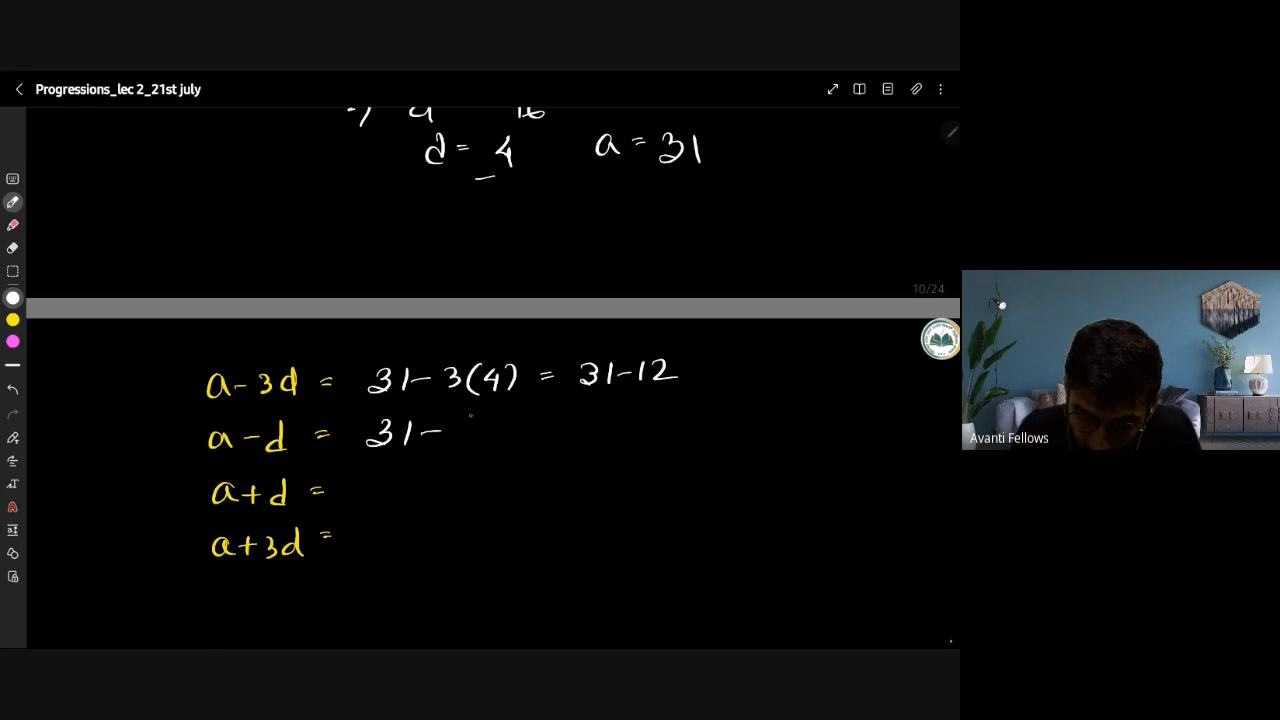 Progressions_lec 2_21st july
d = 4 a = 31
10/24
a - 3d = 31 - 3(4) = 31 - 12
a - d = 31 -
a + d =
a + 3d =
Avanti Fellows